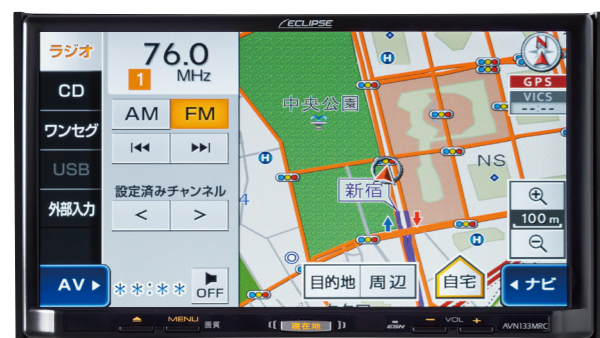 ECLIPSE
ラジオ
CD
ワンセグ
USB
外部入力
AV
76.0
1 MHz
AM FM
設定済みチャンネル
< >
**:**
OFF
中央公園
新宿
NS
H
H
H
4
N
GPS
VICS
--:--
100m
目的地 周辺 自宅 ナビ
MENU 画質
現在地
ESN
− VOL +
AVN133MRC